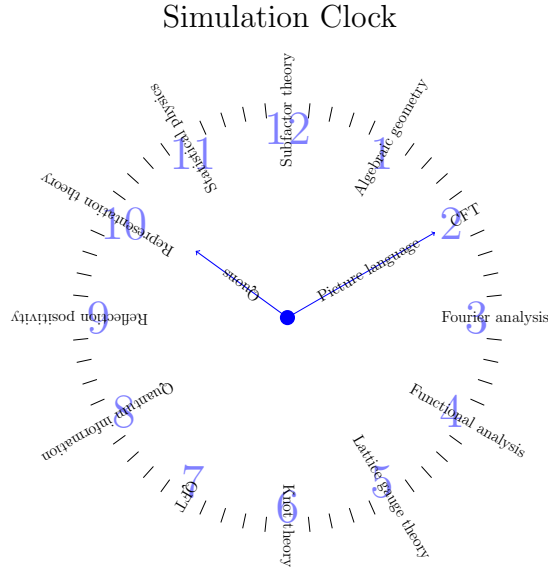 Simulation Clock
12
Subfactor theory
1
Algebraic geometry
2
CFT
3
Fourier analysis
4
Functional analysis
5
Lattice gauge theory
6
Knot theory
7
QFT
8
Quantum information
9
Reflection positivity
10
Representation theory
11
Statistical physics
Quons
Picture language